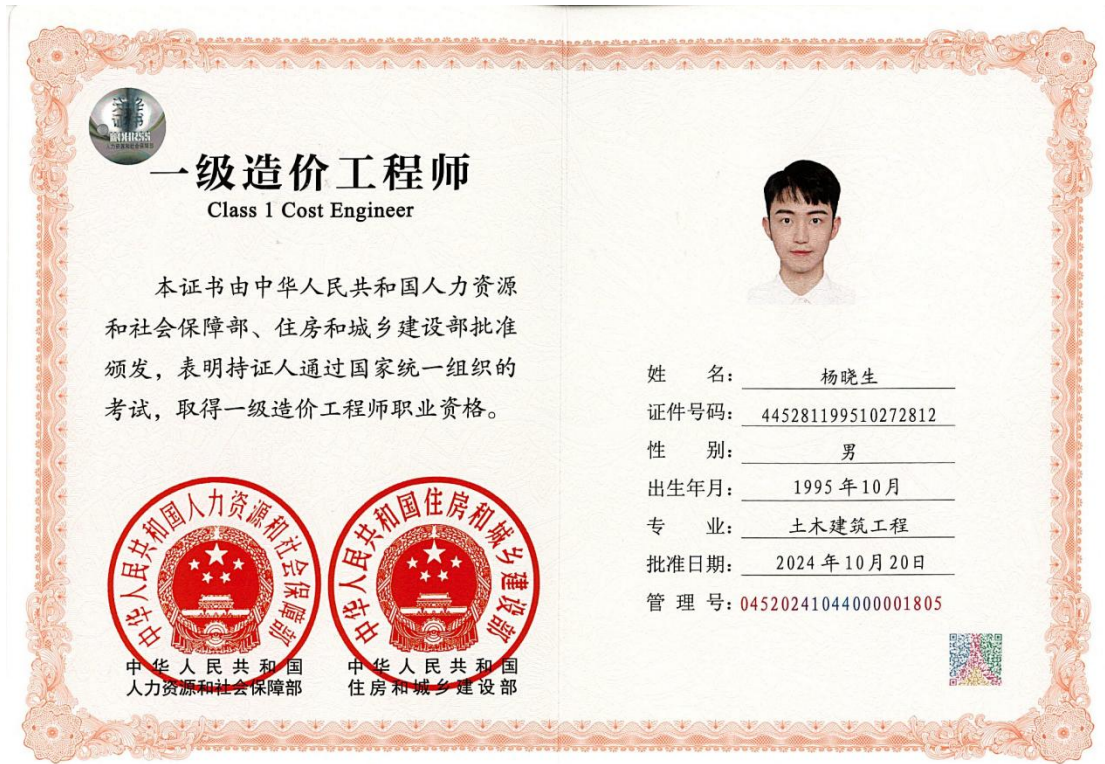 一级造价工程师
Class 1 Cost Engineer
本证书由中华人民共和国人力资源
和社会保障部、住房和城乡建设部批准
颁发，表明持证人通过国家统一组织的
考试，取得一级造价工程师职业资格。
中华人民共和国人力资源和社会保障部
中华人民共和国
人力资源和社会保障部
中华人民共和国住房和城乡建设部
中华人民共和国
住房和城乡建设部
姓 名： 杨晓生
证件号码： 445281199510272812
性 别： 男
出生年月： 1995年10月
专 业： 土木建筑工程
批准日期： 2024年10月20日
管 理 号： 04520241044000001805